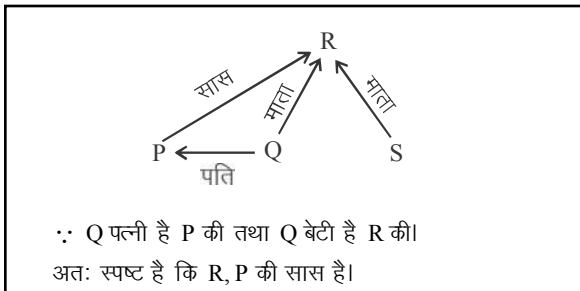 R
सास
माता
माता
P
Q
S
पति
∵ Q पत्नी है P की तथा Q बेटी है R की।
अतः स्पष्ट है कि R, P की सास है।